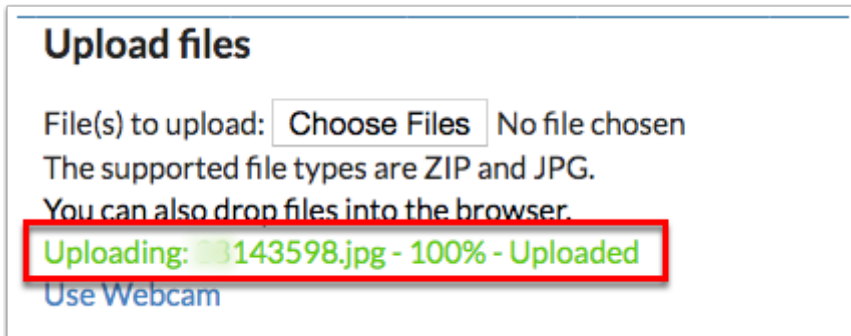 Upload files
File(s) to upload: Choose Files No file chosen
The supported file types are ZIP and JPG.
You can also drop files into the browser.
Uploading: 143598.jpg - 100% - Uploaded
Use Webcam